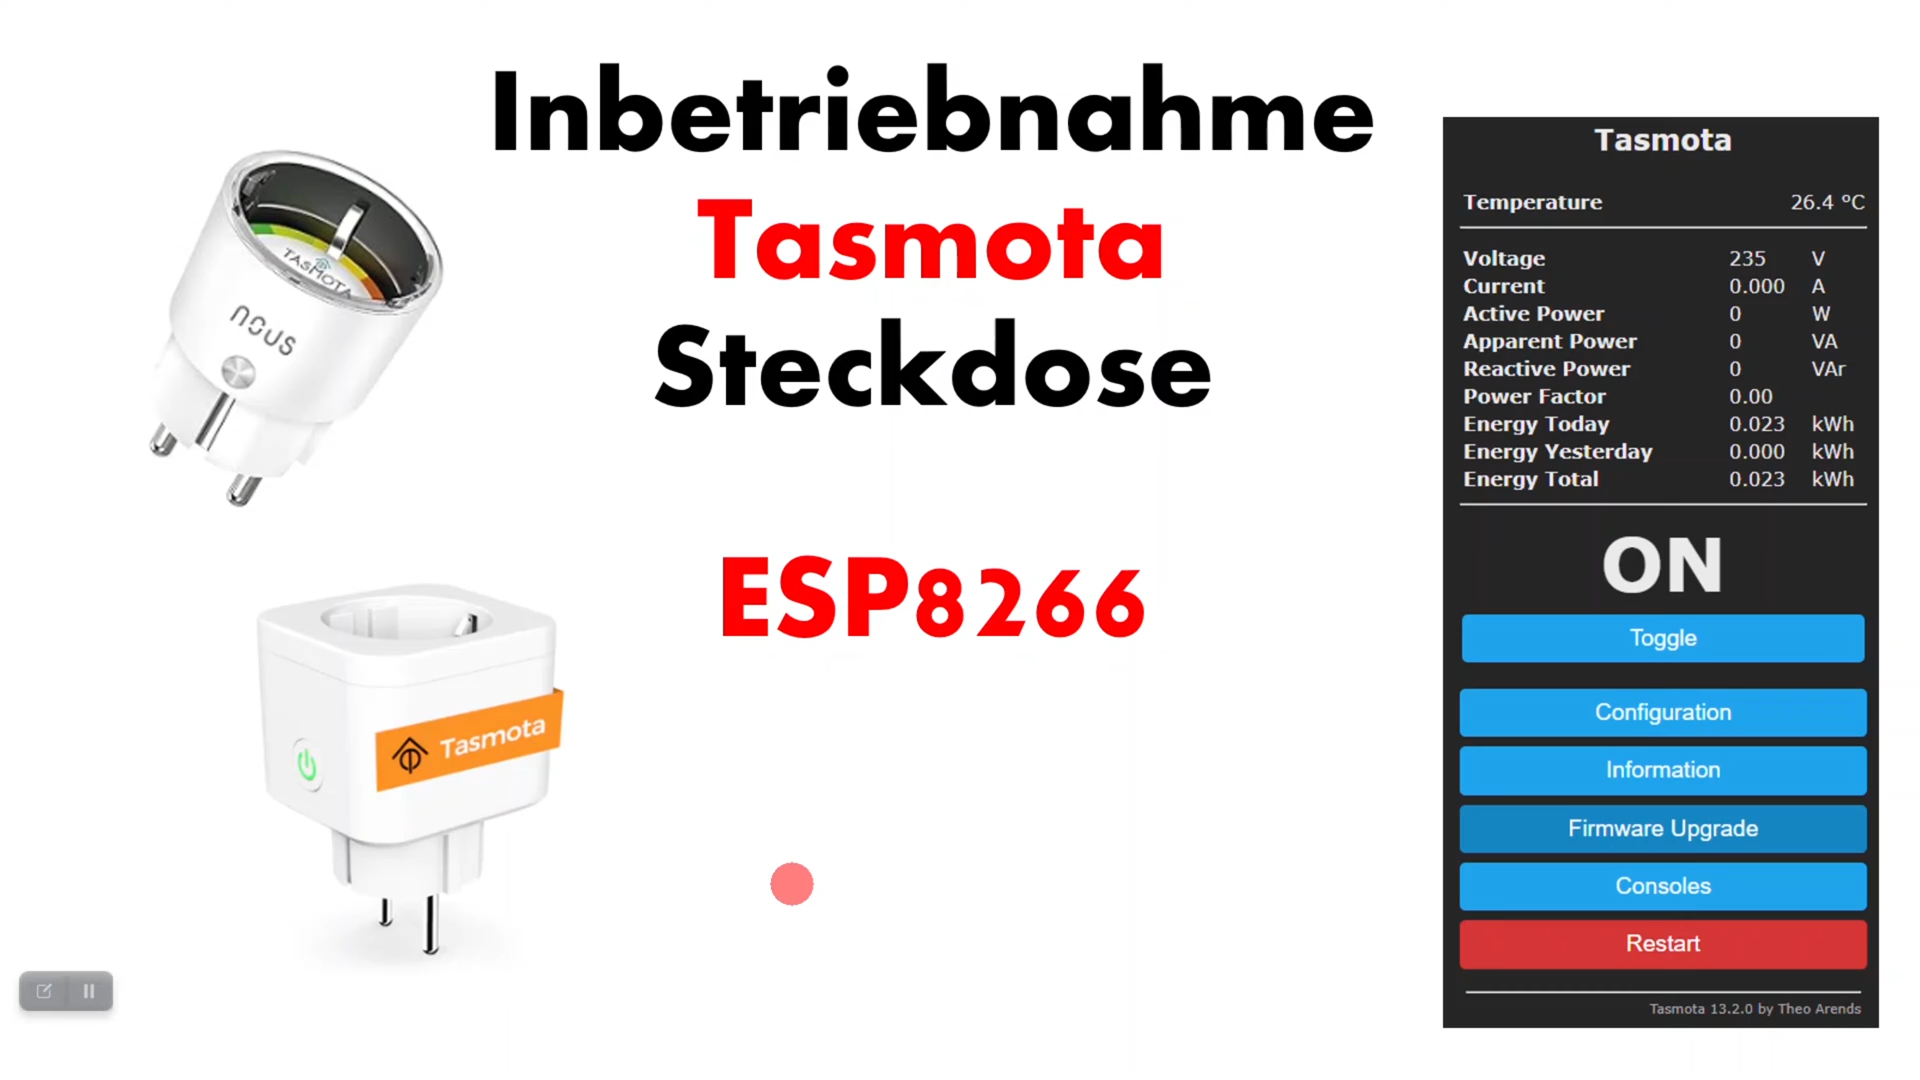 Inbetriebnahme
Tasmota
Steckdose
ESP8266
TASMOTA
nous
Tasmota
Tasmota
Temperature 26.4 °C
Voltage 235 V
Current 0.000 A
Active Power 0 W
Apparent Power 0 VA
Reactive Power 0 VAr
Power Factor 0.00
Energy Today 0.023 kWh
Energy Yesterday 0.000 kWh
Energy Total 0.023 kWh
ON
Toggle
Configuration
Information
Firmware Upgrade
Consoles
Restart
Tasmota 13.2.0 by Theo Arends